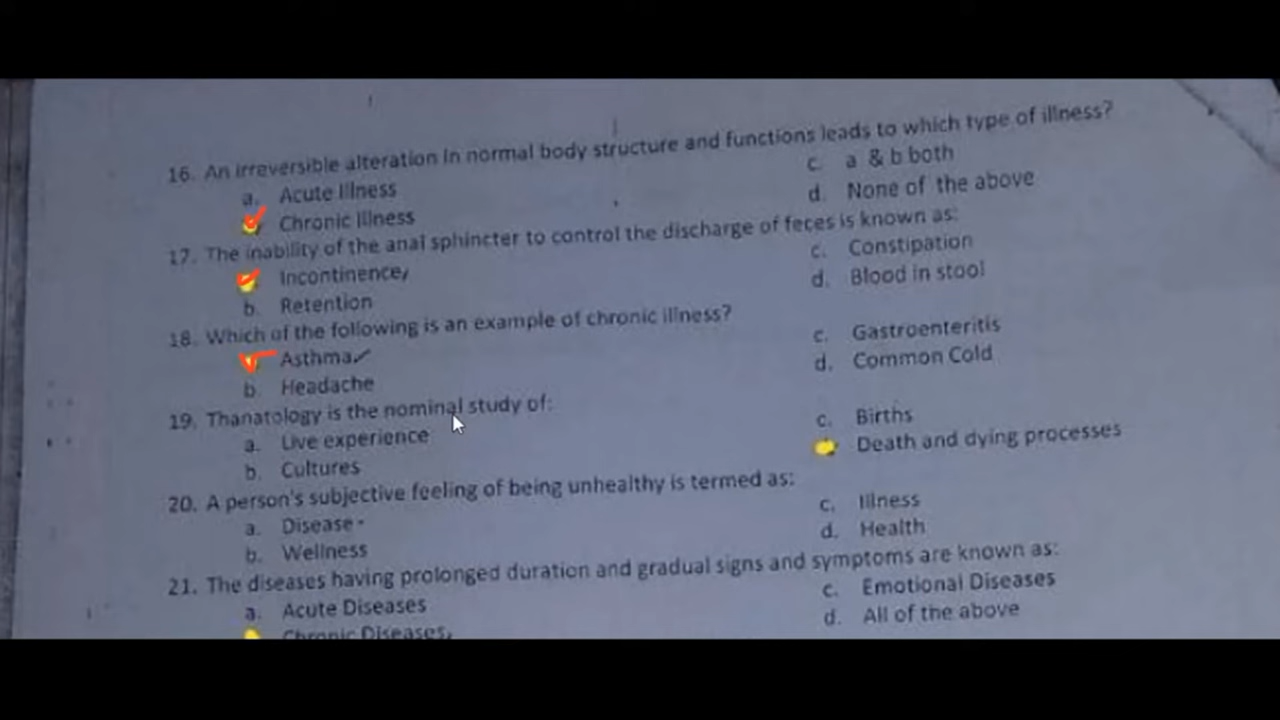 16. An irreversible alteration in normal body structure and functions leads to which type of illness?
a. Acute Illness
c. a & b both
Chronic Illness
d. None of the above
17. The inability of the anal sphincter to control the discharge of feces is known as:
Incontinence
c. Constipation
b. Retention
d. Blood in stool
18. Which of the following is an example of chronic illness?
Asthma
c. Gastroenteritis
b. Headache
d. Common Cold
19. Thanatology is the nominal study of:
a. Live experience
c. Births
b. Cultures
Death and dying processes
20. A person's subjective feeling of being unhealthy is termed as:
a. Disease
c. Illness
b. Wellness
d. Health
21. The diseases having prolonged duration and gradual signs and symptoms are known as:
a. Acute Diseases
c. Emotional Diseases
Chronic Diseases
d. All of the above